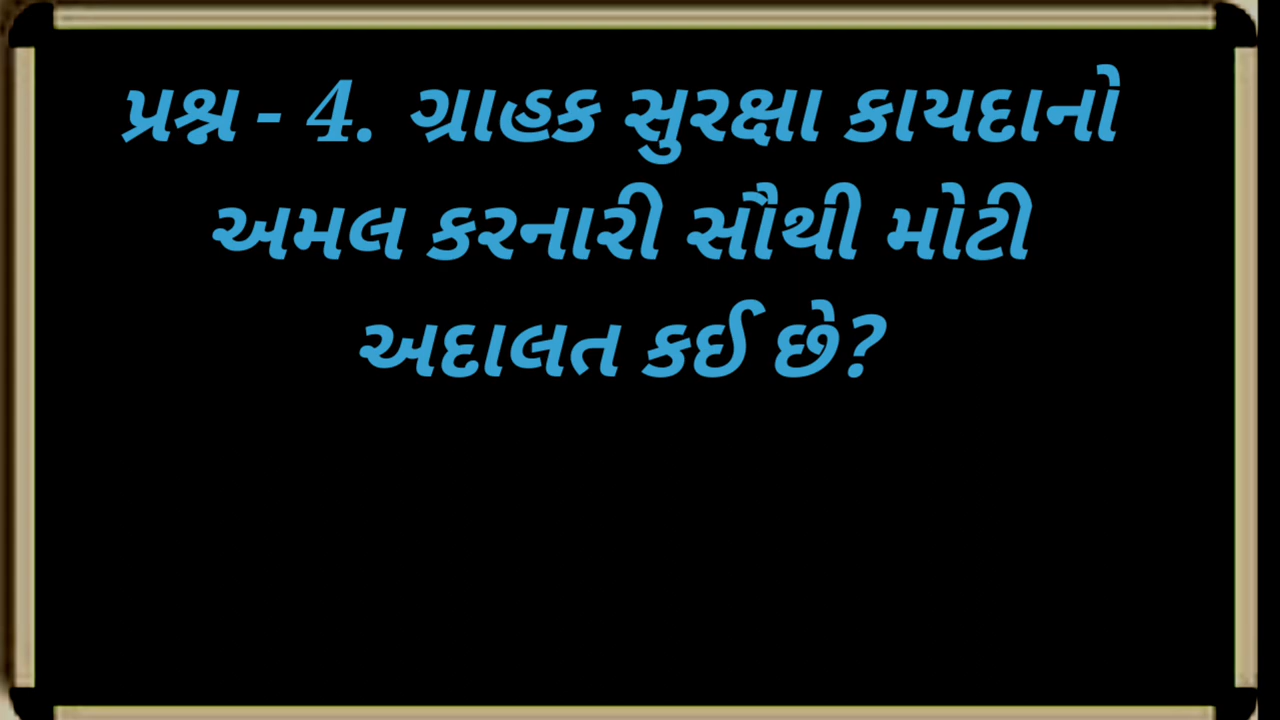 પ્રશ્ન - 4. ગ્રાહક સુરક્ષા કાયદાનો
અમલ કરનારી સૌથી મોટી
અદાલત કઈ છે?